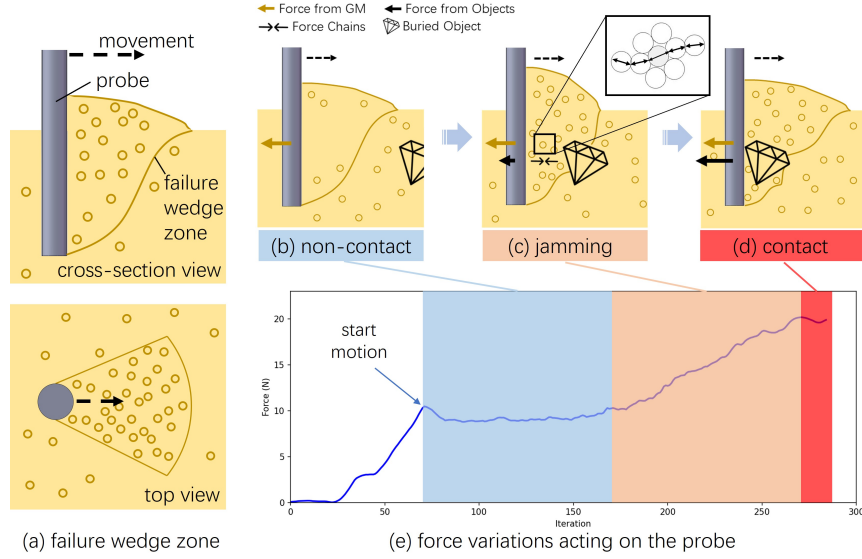 movement
probe
failure
wedge
zone
cross-section view
top view
(a) failure wedge zone
Force from GM
Force from Objects
Force Chains
Buried Object
(b) non-contact
(c) jamming
(d) contact
start
motion
Force (N)
20
15
10
5
0
0
50
100
150
200
250
300
Iteration
(e) force variations acting on the probe